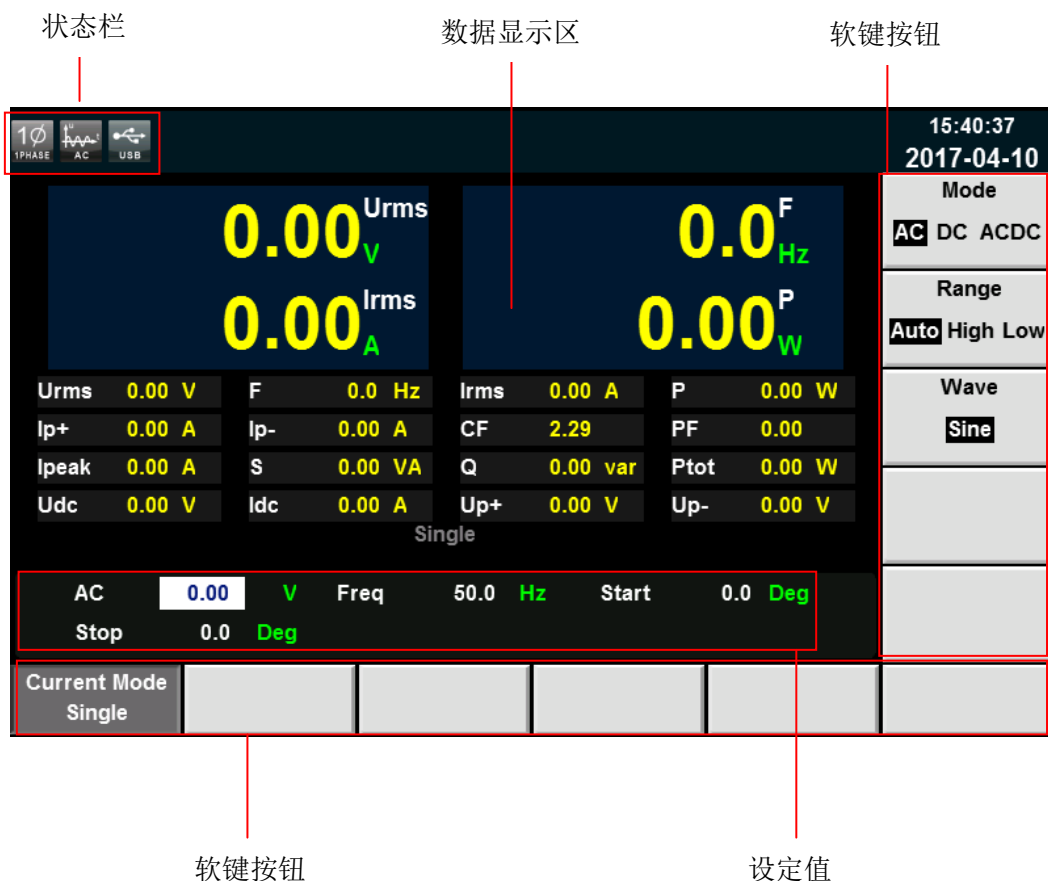 状态栏
数据显示区
软键按钮
1Ø
1PHASE
u
t
AC
USB
15:40:37
2017-04-10
0.00 Urms V
0.0 F Hz
0.00 Irms A
0.00 P W
Mode
AC DC ACDC
Range
Auto High Low
Wave
Sine
Urms 0.00 V F 0.0 Hz Irms 0.00 A P 0.00 W
Ip+ 0.00 A Ip- 0.00 A CF 2.29 PF 0.00
Ipeak 0.00 A S 0.00 VA Q 0.00 var Ptot 0.00 W
Udc 0.00 V Idc 0.00 A Up+ 0.00 V Up- 0.00 V
Single
AC 0.00 V Freq 50.0 Hz Start 0.0 Deg
Stop 0.0 Deg
Current Mode
Single
软键按钮
设定值